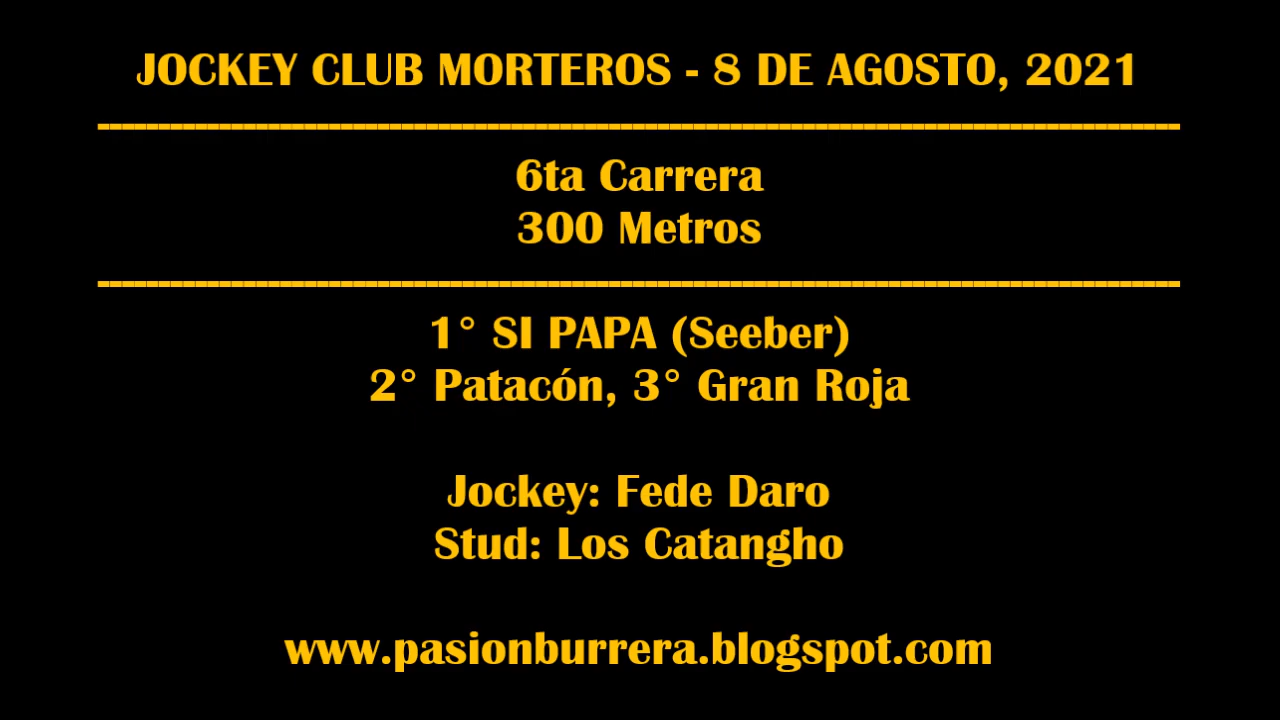 JOCKEY CLUB MORTEROS - 8 DE AGOSTO, 2021
6ta Carrera
300 Metros
1° SI PAPA (Seeber)
2° Patacón, 3° Gran Roja
Jockey: Fede Daro
Stud: Los Catangho
www.pasionburrera.blogspot.com